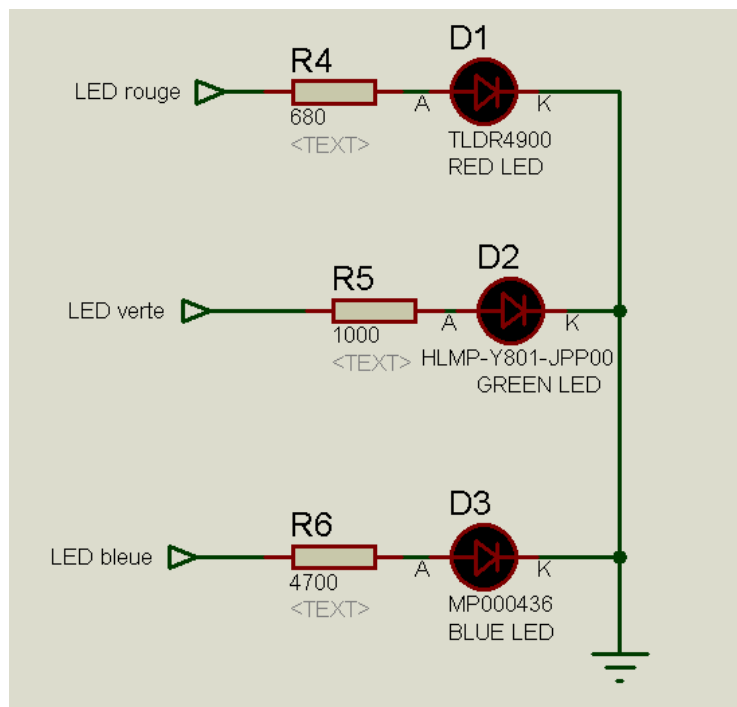 D1
R4
LED rouge
680
A
K
<TEXT>
TLDR4900
RED LED
D2
R5
LED verte
1000
A
K
<TEXT>
HLMP-Y801-JPP00
GREEN LED
D3
R6
LED bleue
4700
A
K
<TEXT>
MP000436
BLUE LED